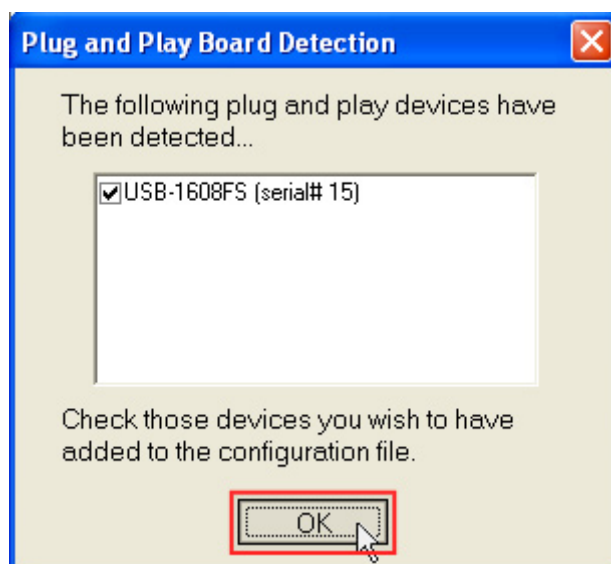 Plug and Play Board Detection
The following plug and play devices have
been detected...
USB-1608FS (serial# 15)
Check those devices you wish to have
added to the configuration file.
OK